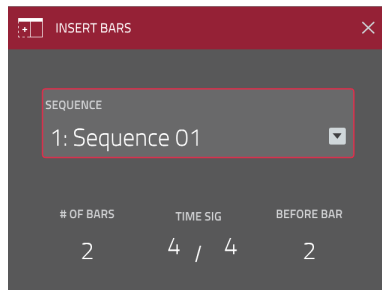 INSERT BARS
SEQUENCE
1: Sequence 01
# OF BARS TIME SIG BEFORE BAR
2 4 / 4 2